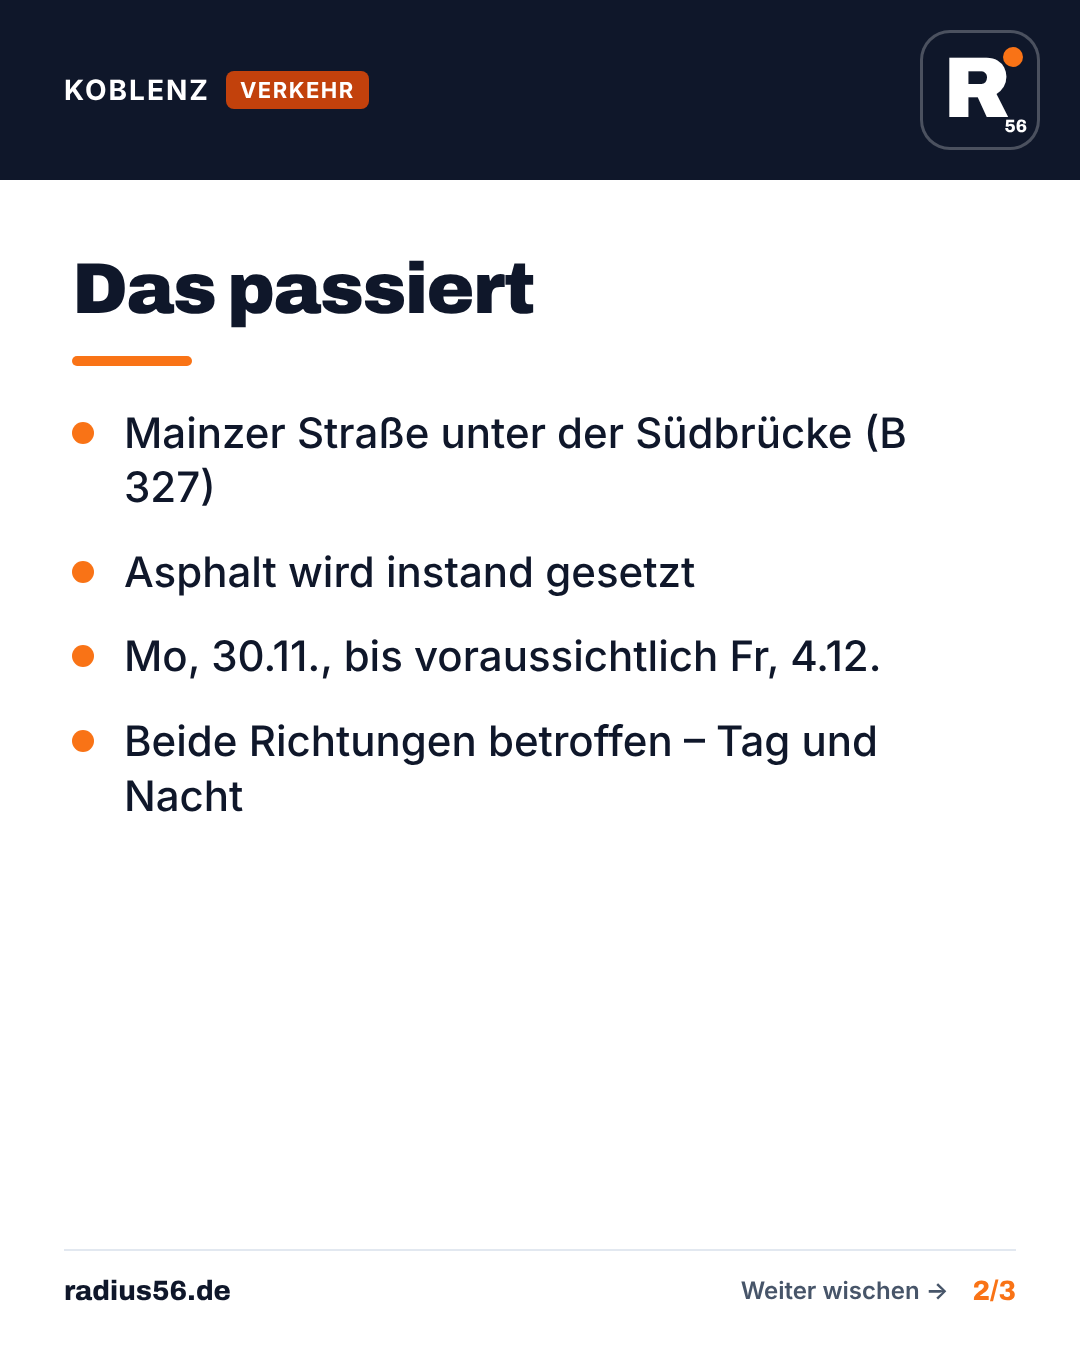 KOBLENZ VERKEHR
R
56
Das passiert
Mainzer Straße unter der Südbrücke (B
327)
Asphalt wird instand gesetzt
Mo, 30.11., bis voraussichtlich Fr, 4.12.
Beide Richtungen betroffen – Tag und
Nacht
radius56.de
Weiter wischen → 2/3